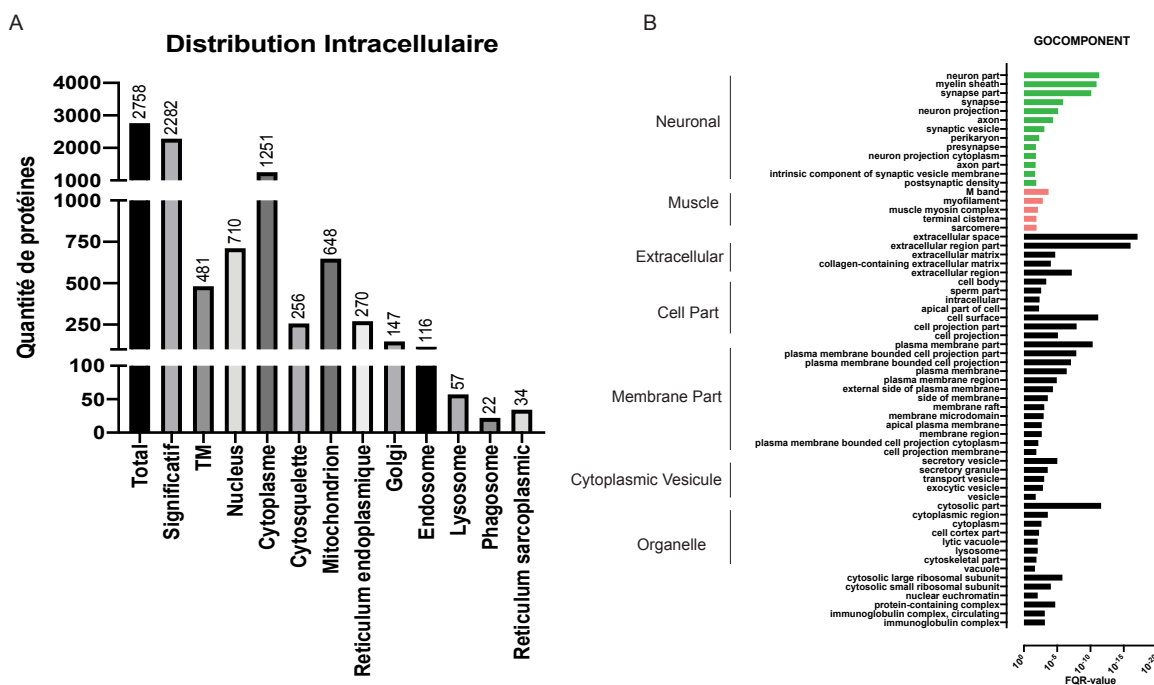 A
Distribution Intracellulaire
Quantité de protéines
4000
3000
2000
1000
1000
750
500
250
100
50
0
2758
2282
481
710
1251
256
648
270
147
116
57
22
34
Total
Significatif
TM
Nucleus
Cytoplasme
Cytosquelette
Mitochondrion
Reticulum endoplasmique
Golgi
Endosome
Lysosome
Phagosome
Reticulum sarcoplasmic
B
GOCOMPONENT
Neuronal
neuron part
myelin sheath
synapse part
synapse
neuron projection
axon
synaptic vesicle
perikaryon
presynapse
neuron projection cytoplasm
axon part
intrinsic component of synaptic vesicle membrane
postsynaptic density
Muscle
M band
myofilament
muscle myosin complex
terminal cisterna
sarcomere
Extracellular
extracellular space
extracellular region part
extracellular matrix
collagen-containing extracellular matrix
extracellular region
Cell Part
cell body
sperm part
intracellular
apical part of cell
cell surface
cell projection part
cell projection
Membrane Part
plasma membrane part
plasma membrane bounded cell projection part
plasma membrane bounded cell projection
plasma membrane
plasma membrane region
external side of plasma membrane
side of membrane
membrane raft
membrane microdomain
apical plasma membrane
membrane region
plasma membrane bounded cell projection cytoplasm
cell projection membrane
Cytoplasmic Vesicule
secretory vesicle
secretory granule
transport vesicle
exocytic vesicle
vesicle
Organelle
cytosolic part
cytoplasmic region
cytoplasm
cell cortex part
lytic vacuole
lysosome
cytoskeletal part
vacuole
cytosolic large ribosomal subunit
cytosolic small ribosomal subunit
nuclear euchromatin
protein-containing complex
immunoglobulin complex, circulating
immunoglobulin complex
10⁰
10⁻⁵
10⁻¹⁰
10⁻¹⁵
10⁻²⁰
FQR-value